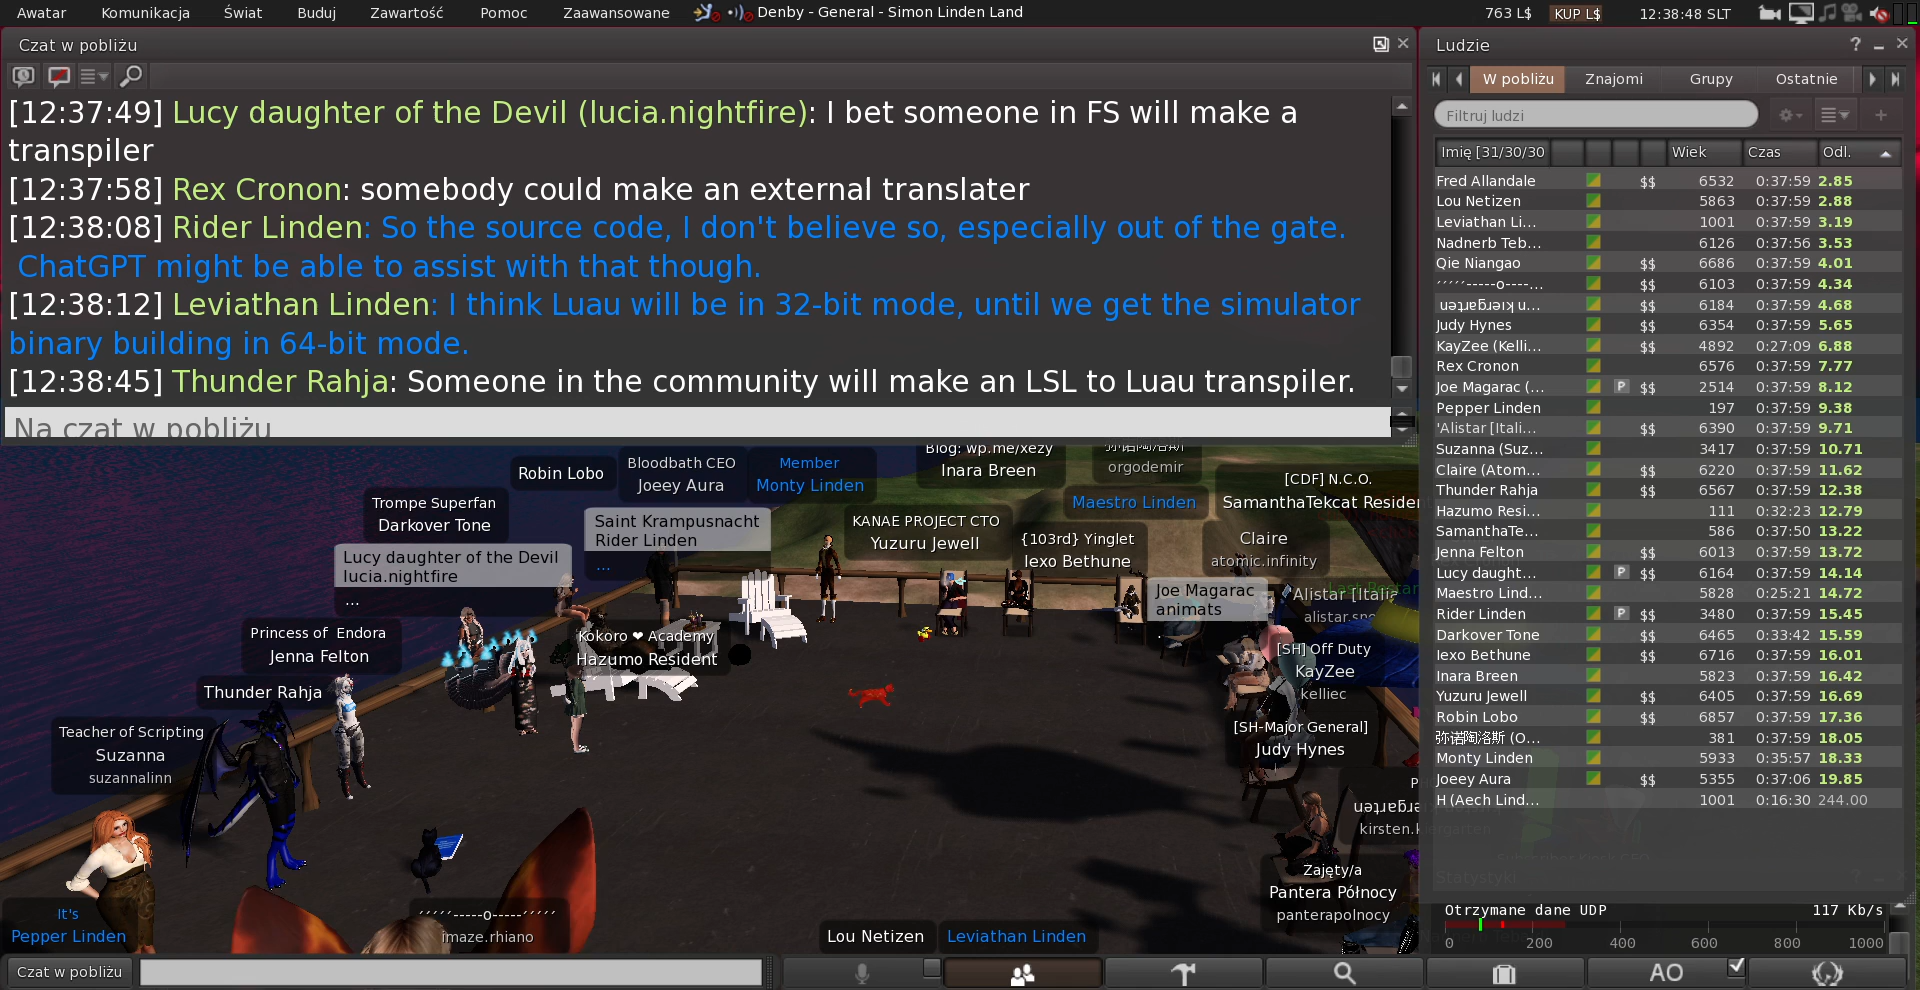 Awatar Komunikacja Świat Buduj Zawartość Pomoc Zaawansowane Denby - General - Simon Linden Land 763 L$ KUP L$ 12:38:48 SLT
Czat w pobliżu
[12:37:49] Lucy daughter of the Devil (lucia.nightfire): I bet someone in FS will make a
transpiler
[12:37:58] Rex Cronon: somebody could make an external translater
[12:38:08] Rider Linden: So the source code, I don't believe so, especially out of the gate.
ChatGPT might be able to assist with that though.
[12:38:12] Leviathan Linden: I think Luau will be in 32-bit mode, until we get the simulator
binary building in 64-bit mode.
[12:38:45] Thunder Rahja: Someone in the community will make an LSL to Luau transpiler.
Na czat w pobliżu
Blog: wp.me/xezy
Inara Breen
弥诺陶洛斯
orgodemir
Robin Lobo
Bloodbath CEO
Joeey Aura
Member
Monty Linden
[CDF] N.C.O.
SamanthaTekcat Resider
Maestro Linden
Trompe Superfan
Darkover Tone
Saint Krampusnacht
Rider Linden
...
KANAE PROJECT CTO
Yuzuru Jewell
{103rd} Yinglet
Iexo Bethune
Claire
atomic.infinity
Lucy daughter of the Devil
lucia.nightfire
...
Joe Magarac
animats
Alistar [Italia
Princess of Endora
Jenna Felton
Kokoro ❤ Academy
Hazumo Resident
[SH] Off Duty
KayZee
kelliec
Thunder Rahja
Teacher of Scripting
Suzanna
suzannalinn
[SH-Major General]
Judy Hynes
Zajęty/a
Pantera Północy
panterapolnocy
It's
Pepper Linden
ˊˊˊˊˊ-----o-----ˊˊˊˊˊ
imaze.rhiano
Lou Netizen
Leviathan Linden
Czat w pobliżu
AO
Ludzie
? _ ×
W pobliżu Znajomi Grupy Ostatnie
Filtruj ludzi
Imię [31/30/30 Wiek Czas Odl.
Fred Allandale $$ 6532 0:37:59 2.85
Lou Netizen 5863 0:37:59 2.88
Leviathan Li... 1001 0:37:59 3.19
Nadnerb Teb... 6126 0:37:56 3.53
Qie Niangao $$ 6686 0:37:59 4.01
ˊˊˊˊˊ-----o----... $$ 6103 0:37:59 4.34
uǝʇɹɐƃɹǝıʞ u... $$ 6184 0:37:59 4.68
Judy Hynes $$ 6354 0:37:59 5.65
KayZee (Kelli... $$ 4892 0:27:09 6.88
Rex Cronon 6576 0:37:59 7.77
Joe Magarac (... P $$ 2514 0:37:59 8.12
Pepper Linden 197 0:37:59 9.38
'Alistar [Itali... $$ 6390 0:37:59 9.71
Suzanna (Suz... 3417 0:37:59 10.71
Claire (Atom... $$ 6220 0:37:59 11.62
Thunder Rahja $$ 6567 0:37:59 12.38
Hazumo Resi... 111 0:32:23 12.79
SamanthaTe... 586 0:37:50 13.22
Jenna Felton $$ 6013 0:37:59 13.72
Lucy daught... P $$ 6164 0:37:59 14.14
Maestro Lind... 5828 0:25:21 14.72
Rider Linden P $$ 3480 0:37:59 15.45
Darkover Tone $$ 6465 0:33:42 15.59
Iexo Bethune $$ 6716 0:37:59 16.01
Inara Breen 5823 0:37:59 16.42
Yuzuru Jewell $$ 6405 0:37:59 16.69
Robin Lobo $$ 6857 0:37:59 17.36
弥诺陶洛斯 (O... 381 0:37:59 18.05
Monty Linden 5933 0:35:57 18.33
Joeey Aura $$ 5355 0:37:06 19.85
H (Aech Lind... 1001 0:16:30 244.00
Statystyki
Otrzymane dane UDP 117 Kb/s
0 200 400 600 800 1000